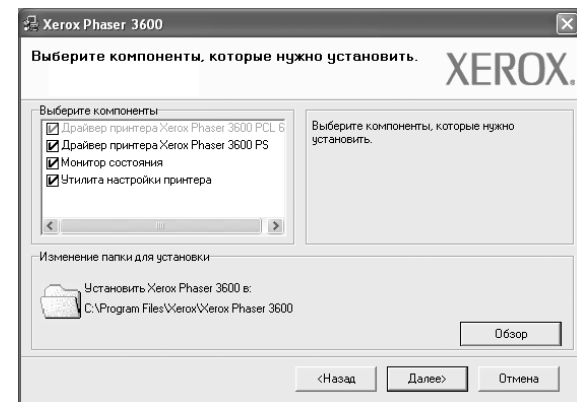 Xerox Phaser 3600
Выберите компоненты, которые нужно установить.
XEROX.
Выберите компоненты
Драйвер принтера Xerox Phaser 3600 PCL 6
Драйвер принтера Xerox Phaser 3600 PS
Монитор состояния
Утилита настройки принтера
Выберите компоненты, которые нужно
установить.
Изменение папки для установки
Установить Xerox Phaser 3600 в:
C:\Program Files\Xerox\Xerox Phaser 3600
Обзор
<Назад
Далее>
Отмена